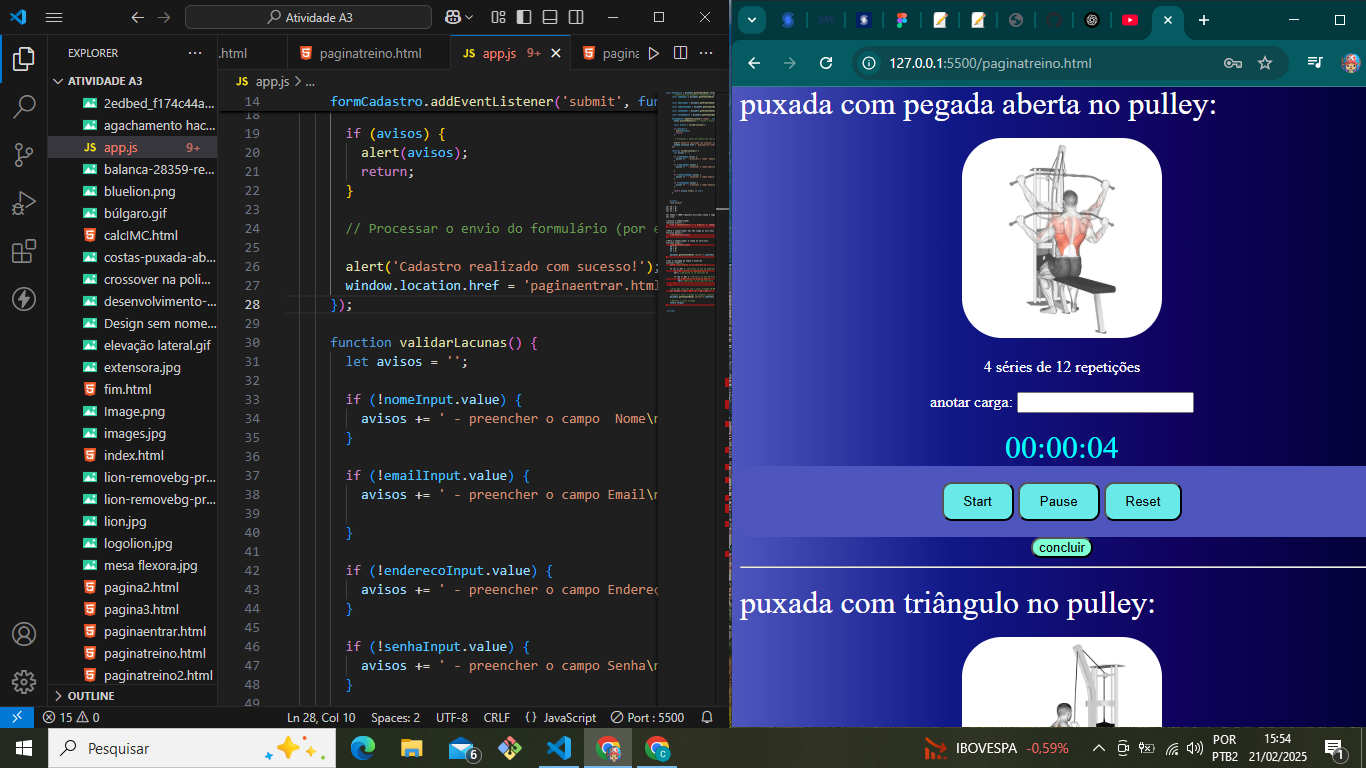 Atividade A3
EXPLORER
ATIVIDADE A3
2edbed_f174c44a...
agachamento hac...
JS app.js 9+
balanca-28359-re...
bluelion.png
búlgaro.gif
calcIMC.html
costas-puxada-ab...
crossover na poli...
desenvolvimento-...
Design sem nome...
elevação lateral.gif
extensora.jpg
fim.html
Image.png
images.jpg
index.html
lion-removebg-pr...
lion-removebg-pr...
lion.jpg
logolion.jpg
mesa flexora.jpg
pagina2.html
pagina3.html
paginaentrar.html
paginatreino.html
paginatreino2.html
OUTLINE
.html
paginatreino.html
JS app.js 9+
pagina
JS app.js > ...
14 formCadastro.addEventListener('submit', fun
18
19 if (avisos) {
20 alert(avisos);
21 return;
22 }
23
24 // Processar o envio do formulário (por e
25
26 alert('Cadastro realizado com sucesso!');
27 window.location.href = 'paginaentrar.html
28 });
29
30 function validarLacunas() {
31 let avisos = '';
32
33 if (!nomeInput.value) {
34 avisos += ' - preencher o campo  Nome\n
35 }
36
37 if (!emailInput.value) {
38 avisos += ' - preencher o campo Email\n
39
40 }
41
42 if (!enderecoInput.value) {
43 avisos += ' - preencher o campo Endereç
44 }
45
46 if (!senhaInput.value) {
47 avisos += ' - preencher o campo Senha\n
48 }
49
15 0
Ln 28, Col 10
Spaces: 2
UTF-8
CRLF
{} JavaScript
Port : 5500
127.0.0.1:5500/paginatreino.html
puxada com pegada aberta no pulley:
4 séries de 12 repetições
anotar carga:
00:00:04
Start Pause Reset
concluir
puxada com triângulo no pulley:
Pesquisar
6
IBOVESPA -0,59%
POR
PTB2
15:54
21/02/2025
1